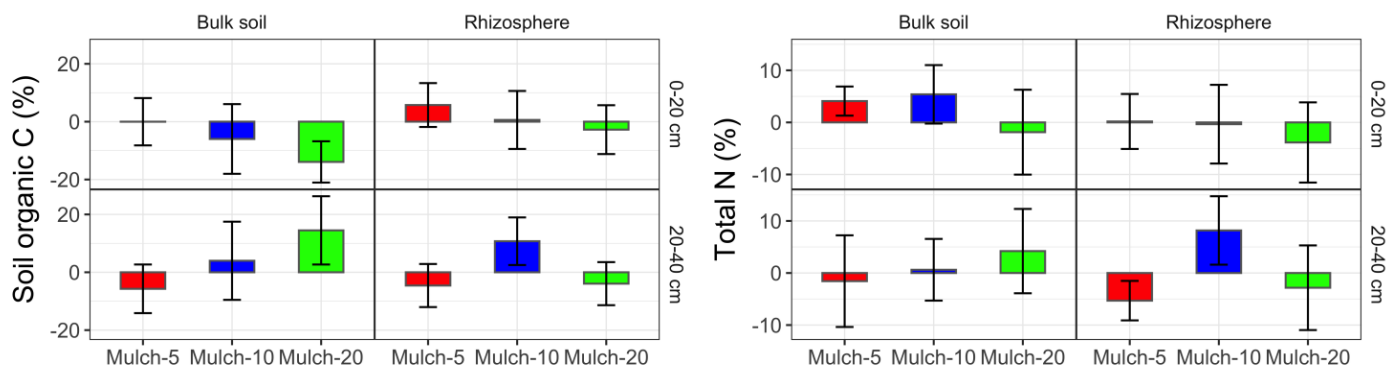 Bulk soil Rhizosphere
Soil organic C (%)
20
0
-20
0-20 cm
20
0
-20
20-40 cm
Mulch-5 Mulch-10 Mulch-20 Mulch-5 Mulch-10 Mulch-20
Bulk soil Rhizosphere
Total N (%)
10
0
-10
0-20 cm
10
0
-10
20-40 cm
Mulch-5 Mulch-10 Mulch-20 Mulch-5 Mulch-10 Mulch-20